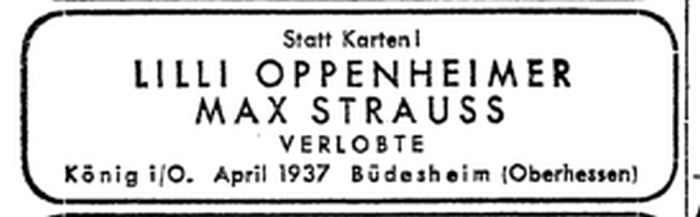 Statt Karten!
LILLI OPPENHEIMER
MAX STRAUSS
VERLOBTE
König i/O. April 1937 Büdesheim (Oberhessen)